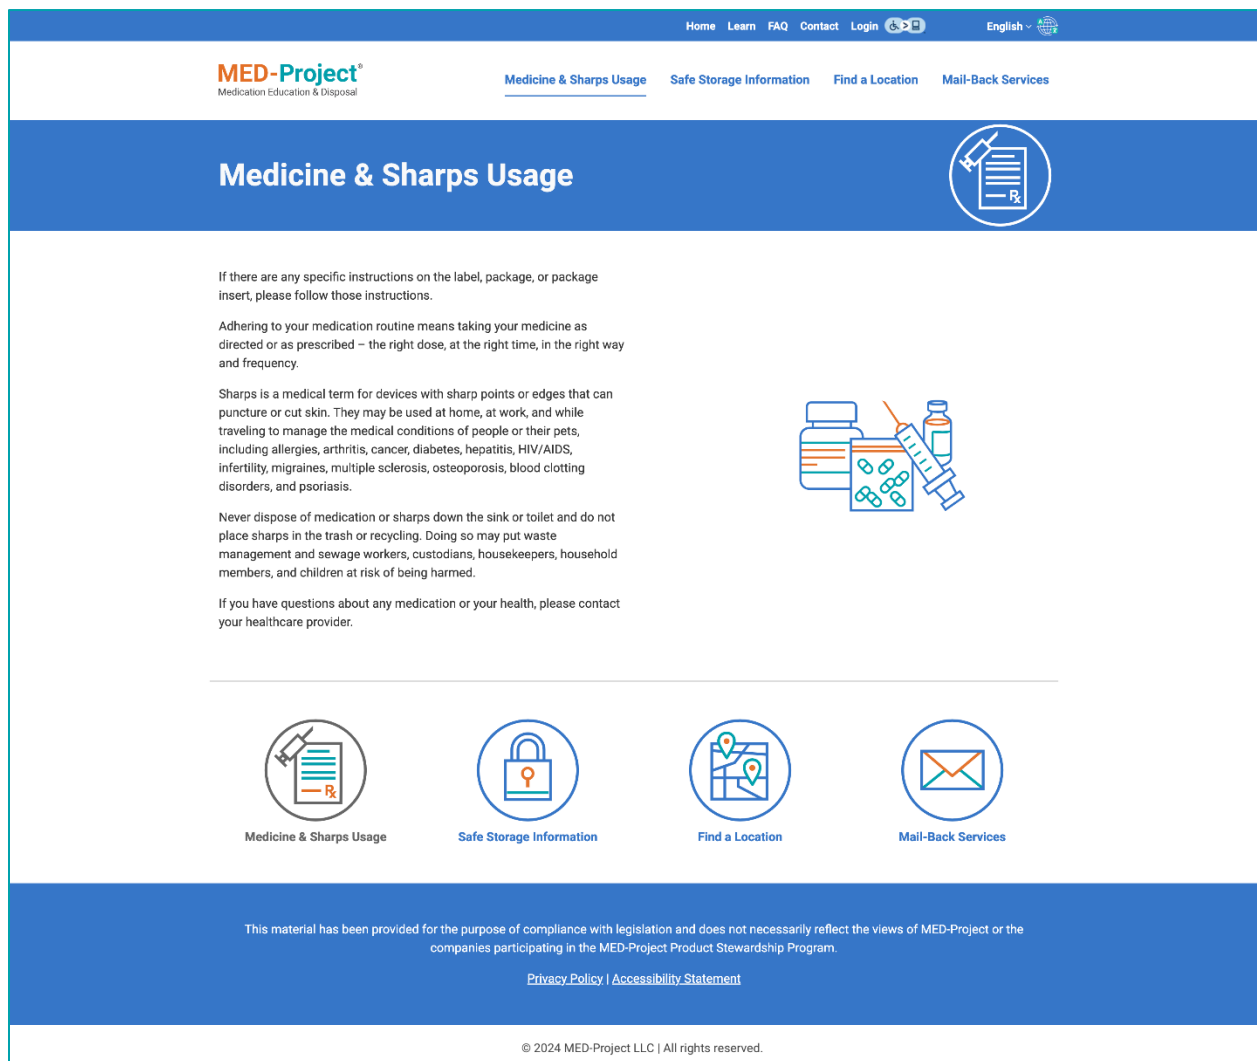 Home Learn FAQ Contact Login English
MED-Project®
Medication Education & Disposal
Medicine & Sharps Usage Safe Storage Information Find a Location Mail-Back Services
Medicine & Sharps Usage
Rx
If there are any specific instructions on the label, package, or package
insert, please follow those instructions.
Adhering to your medication routine means taking your medicine as
directed or as prescribed – the right dose, at the right time, in the right way
and frequency.
Sharps is a medical term for devices with sharp points or edges that can
puncture or cut skin. They may be used at home, at work, and while
traveling to manage the medical conditions of people or their pets,
including allergies, arthritis, cancer, diabetes, hepatitis, HIV/AIDS,
infertility, migraines, multiple sclerosis, osteoporosis, blood clotting
disorders, and psoriasis.
Never dispose of medication or sharps down the sink or toilet and do not
place sharps in the trash or recycling. Doing so may put waste
management and sewage workers, custodians, housekeepers, household
members, and children at risk of being harmed.
If you have questions about any medication or your health, please contact
your healthcare provider.
Rx
Medicine & Sharps Usage Safe Storage Information Find a Location Mail-Back Services
This material has been provided for the purpose of compliance with legislation and does not necessarily reflect the views of MED-Project or the
companies participating in the MED-Project Product Stewardship Program.
Privacy Policy | Accessibility Statement
© 2024 MED-Project LLC | All rights reserved.